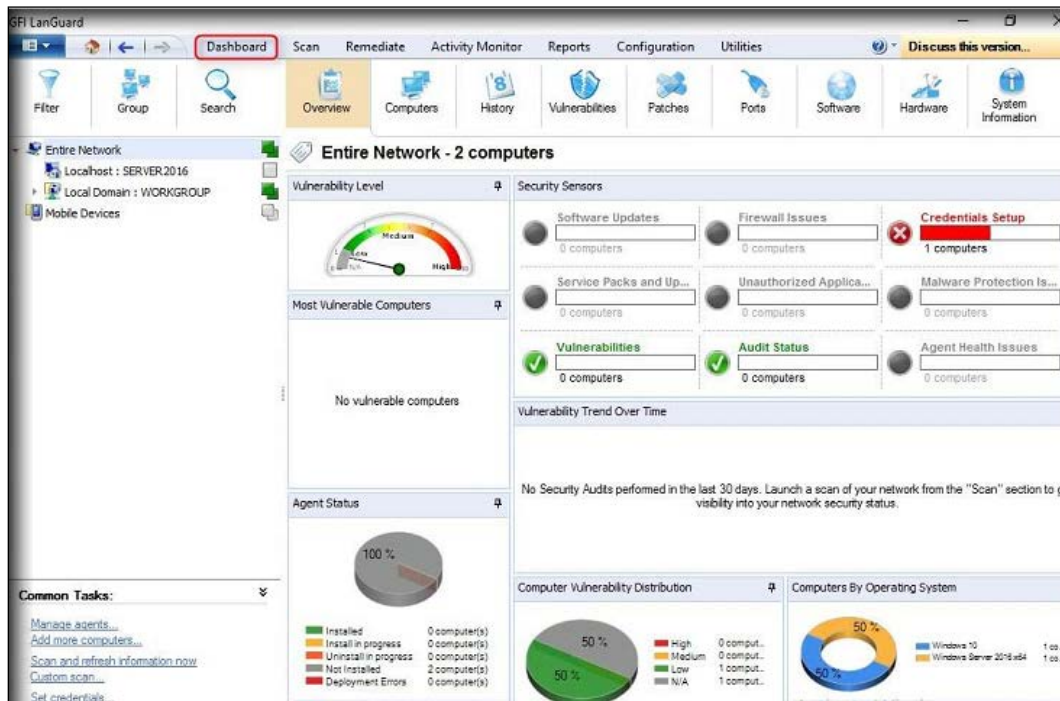 GFI LanGuard
Dashboard Scan Remediate Activity Monitor Reports Configuration Utilities Discuss this version...
Filter Group Search Overview Computers History Vulnerabilities Patches Ports Software Hardware System Information
Entire Network
Localhost : SERVER2016
Local Domain : WORKGROUP
Mobile Devices
Entire Network - 2 computers
Vulnerability Level
Medium
Low
High
N/A
Security Sensors
Software Updates
0 computers
Firewall Issues
0 computers
Credentials Setup
1 computers
Service Packs and Up...
0 computers
Unauthorized Applica...
0 computers
Malware Protection Is...
0 computers
Vulnerabilities
0 computers
Audit Status
0 computers
Agent Health Issues
0 computers
Most Vulnerable Computers
No vulnerable computers
Vulnerability Trend Over Time
No Security Audits performed in the last 30 days. Launch a scan of your network from the "Scan" section to g
visibility into your network security status.
Agent Status
100 %
Installed 0 computer(s)
Install in progress 0 computer(s)
Uninstall in progress 0 computer(s)
Not Installed 2 computer(s)
Deployment Errors 0 computer(s)
Computer Vulnerability Distribution
50 %
50 %
High 0 comput...
Medium 0 comput...
Low 1 comput...
N/A 1 comput...
Computers By Operating System
50 %
50 %
Windows 10 1 co
Windows Server 2016 x64 1 co
Common Tasks:
Manage agents...
Add more computers...
Scan and refresh information now
Custom scan...
Set credentials...